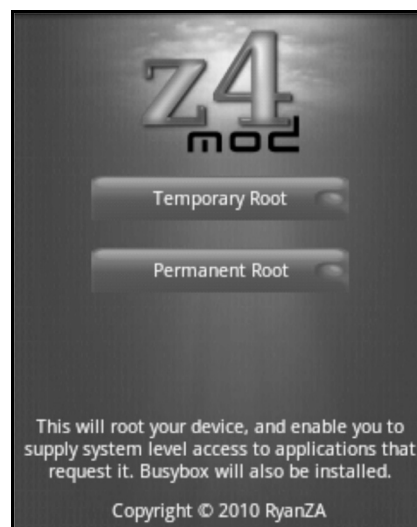 z4
mod
Temporary Root
Permanent Root
This will root your device, and enable you to
supply system level access to applications that
request it. Busybox will also be installed.
Copyright © 2010 RyanZA